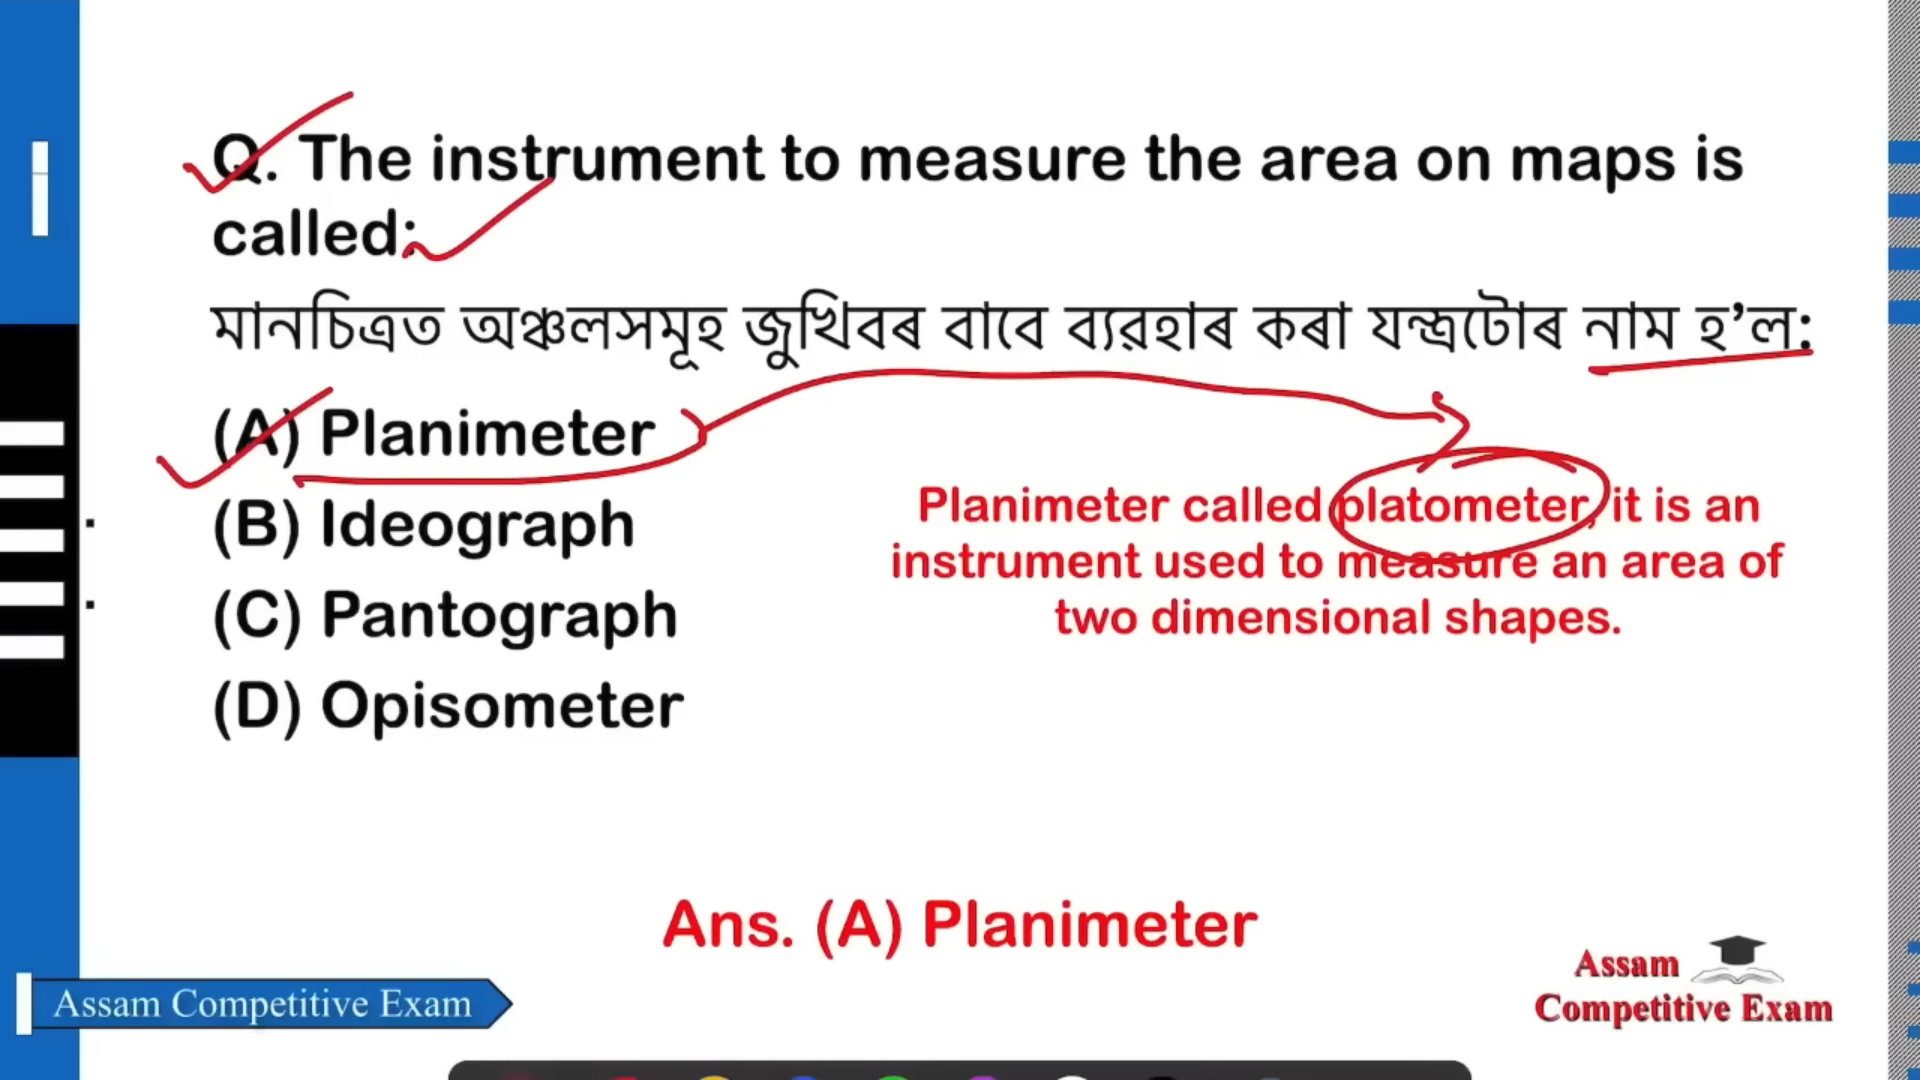 Q. The instrument to measure the area on maps is
called:
মানচিত্ৰত অঞ্চলসমূহ জুখিবৰ বাবে ব্যৱহাৰ কৰা যন্ত্ৰটোৰ নাম হ’ল:
(A) Planimeter
(B) Ideograph
(C) Pantograph
(D) Opisometer
Planimeter called platometer, it is an
instrument used to measure an area of
two dimensional shapes.
Ans. (A) Planimeter
Assam Competitive Exam
Assam
Competitive Exam